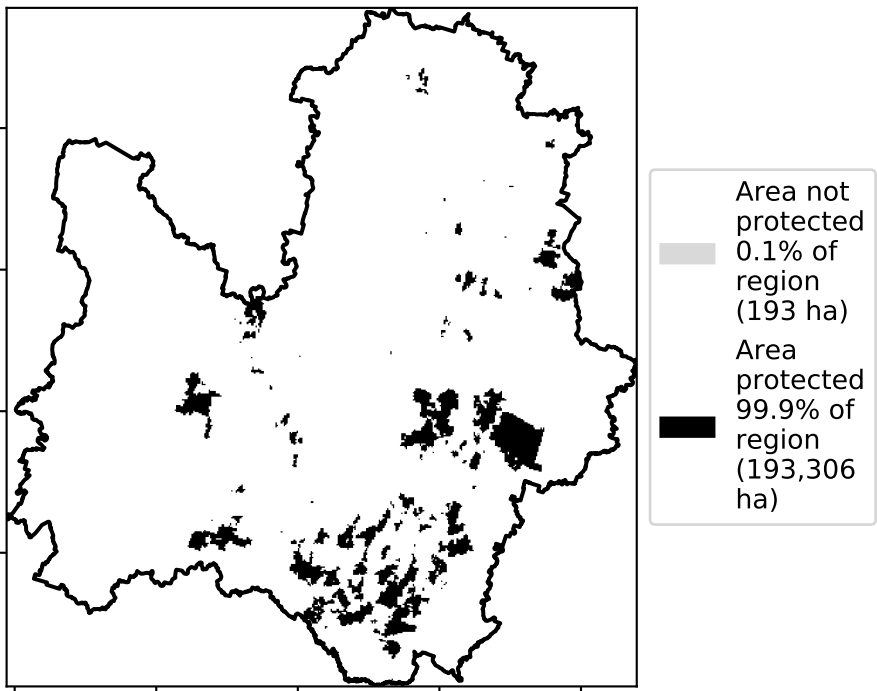 Area not
protected
0.1% of
region
(193 ha)
Area
protected
99.9% of
region
(193,306
ha)